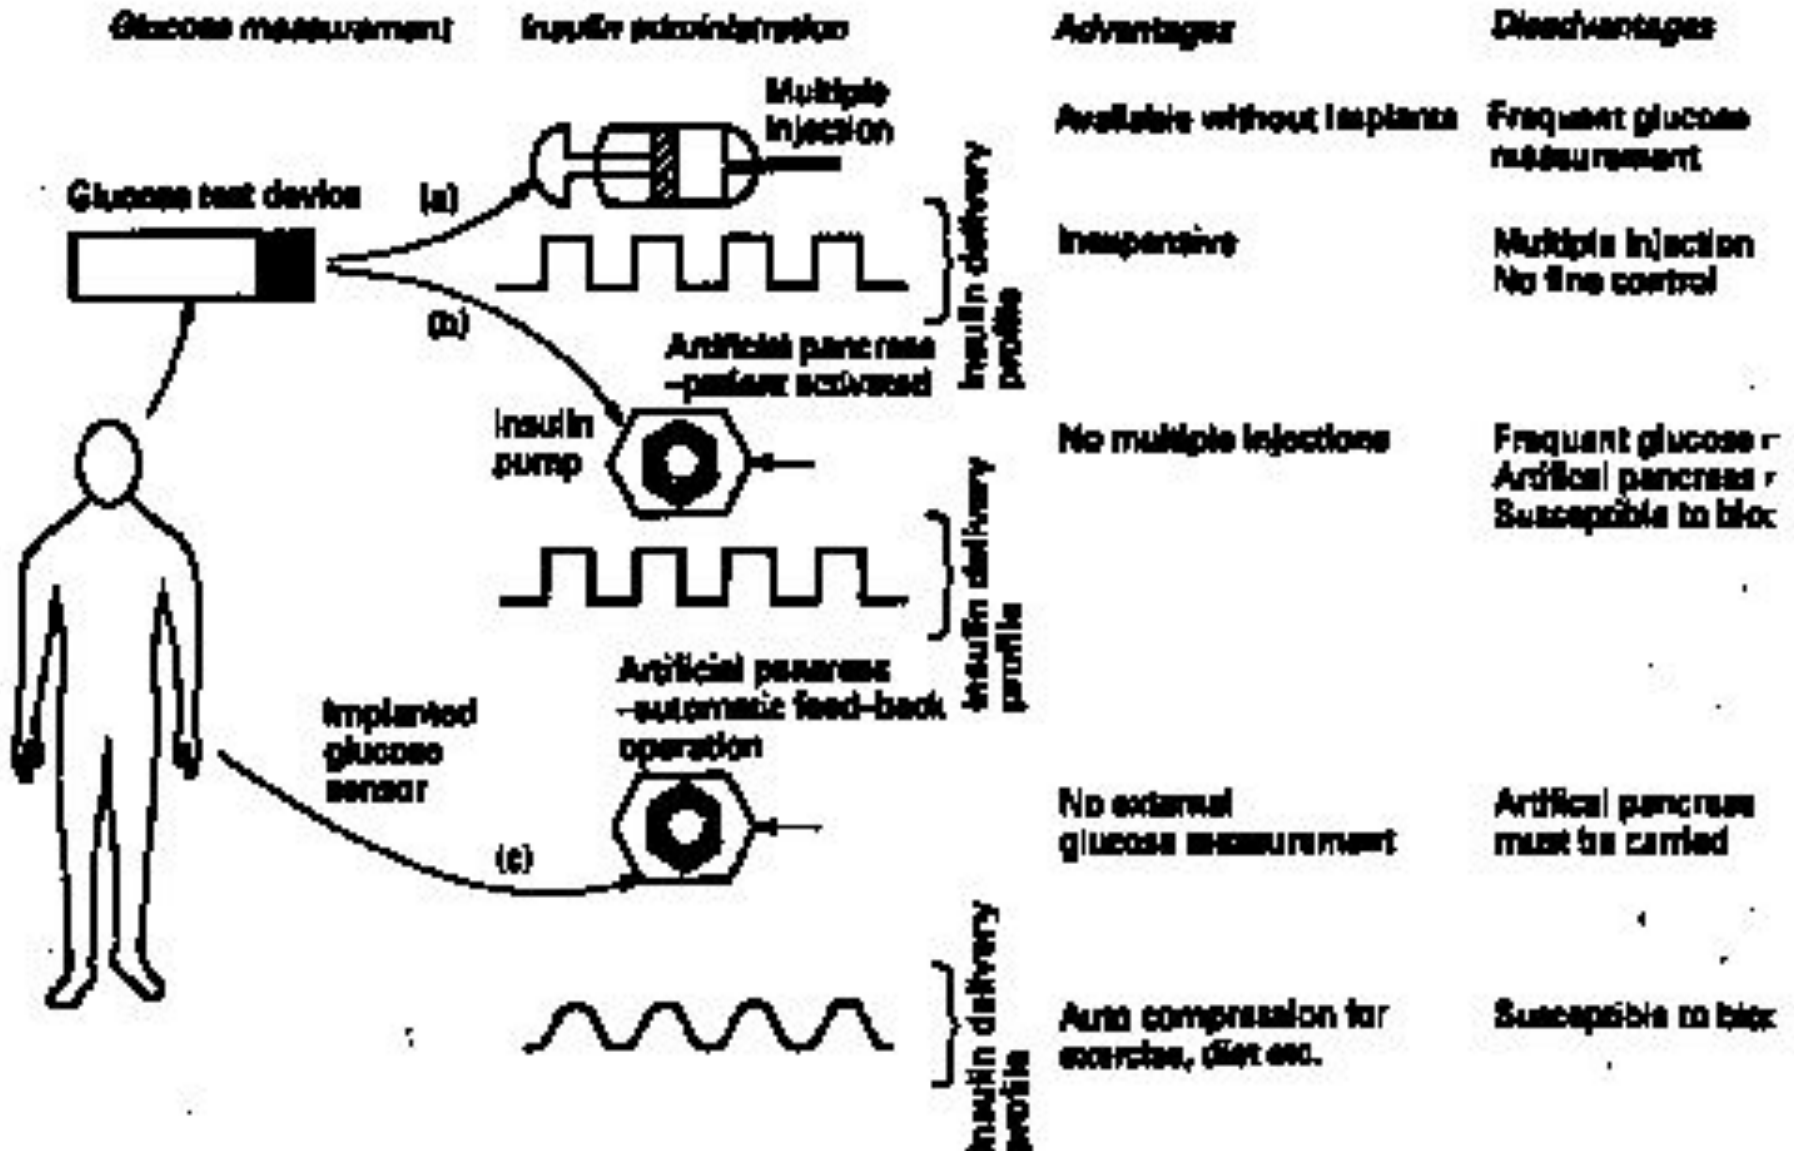 Glucose measurement
Insulin administration
Advantages
Disadvantages
Multiple
injection
Available without implants
Frequent glucose
measurement
Glucose test device
(a)
Inexpensive
Multiple injection
No fine control
Insulin delivery
profile
(b)
Artificial pancreas
-patient activated
Insulin
pump
No multiple injections
Frequent glucose
Artifical pancreas
Susceptible to
Insulin delivery
profile
Artificial pancreas
-automatic feed-back
operation
Implanted
glucose
sensor
(c)
No external
glucose measurement
Artifical pancreas
must be carried
Insulin delivery
profile
Auto compression for
exercise, diet etc.
Susceptible to